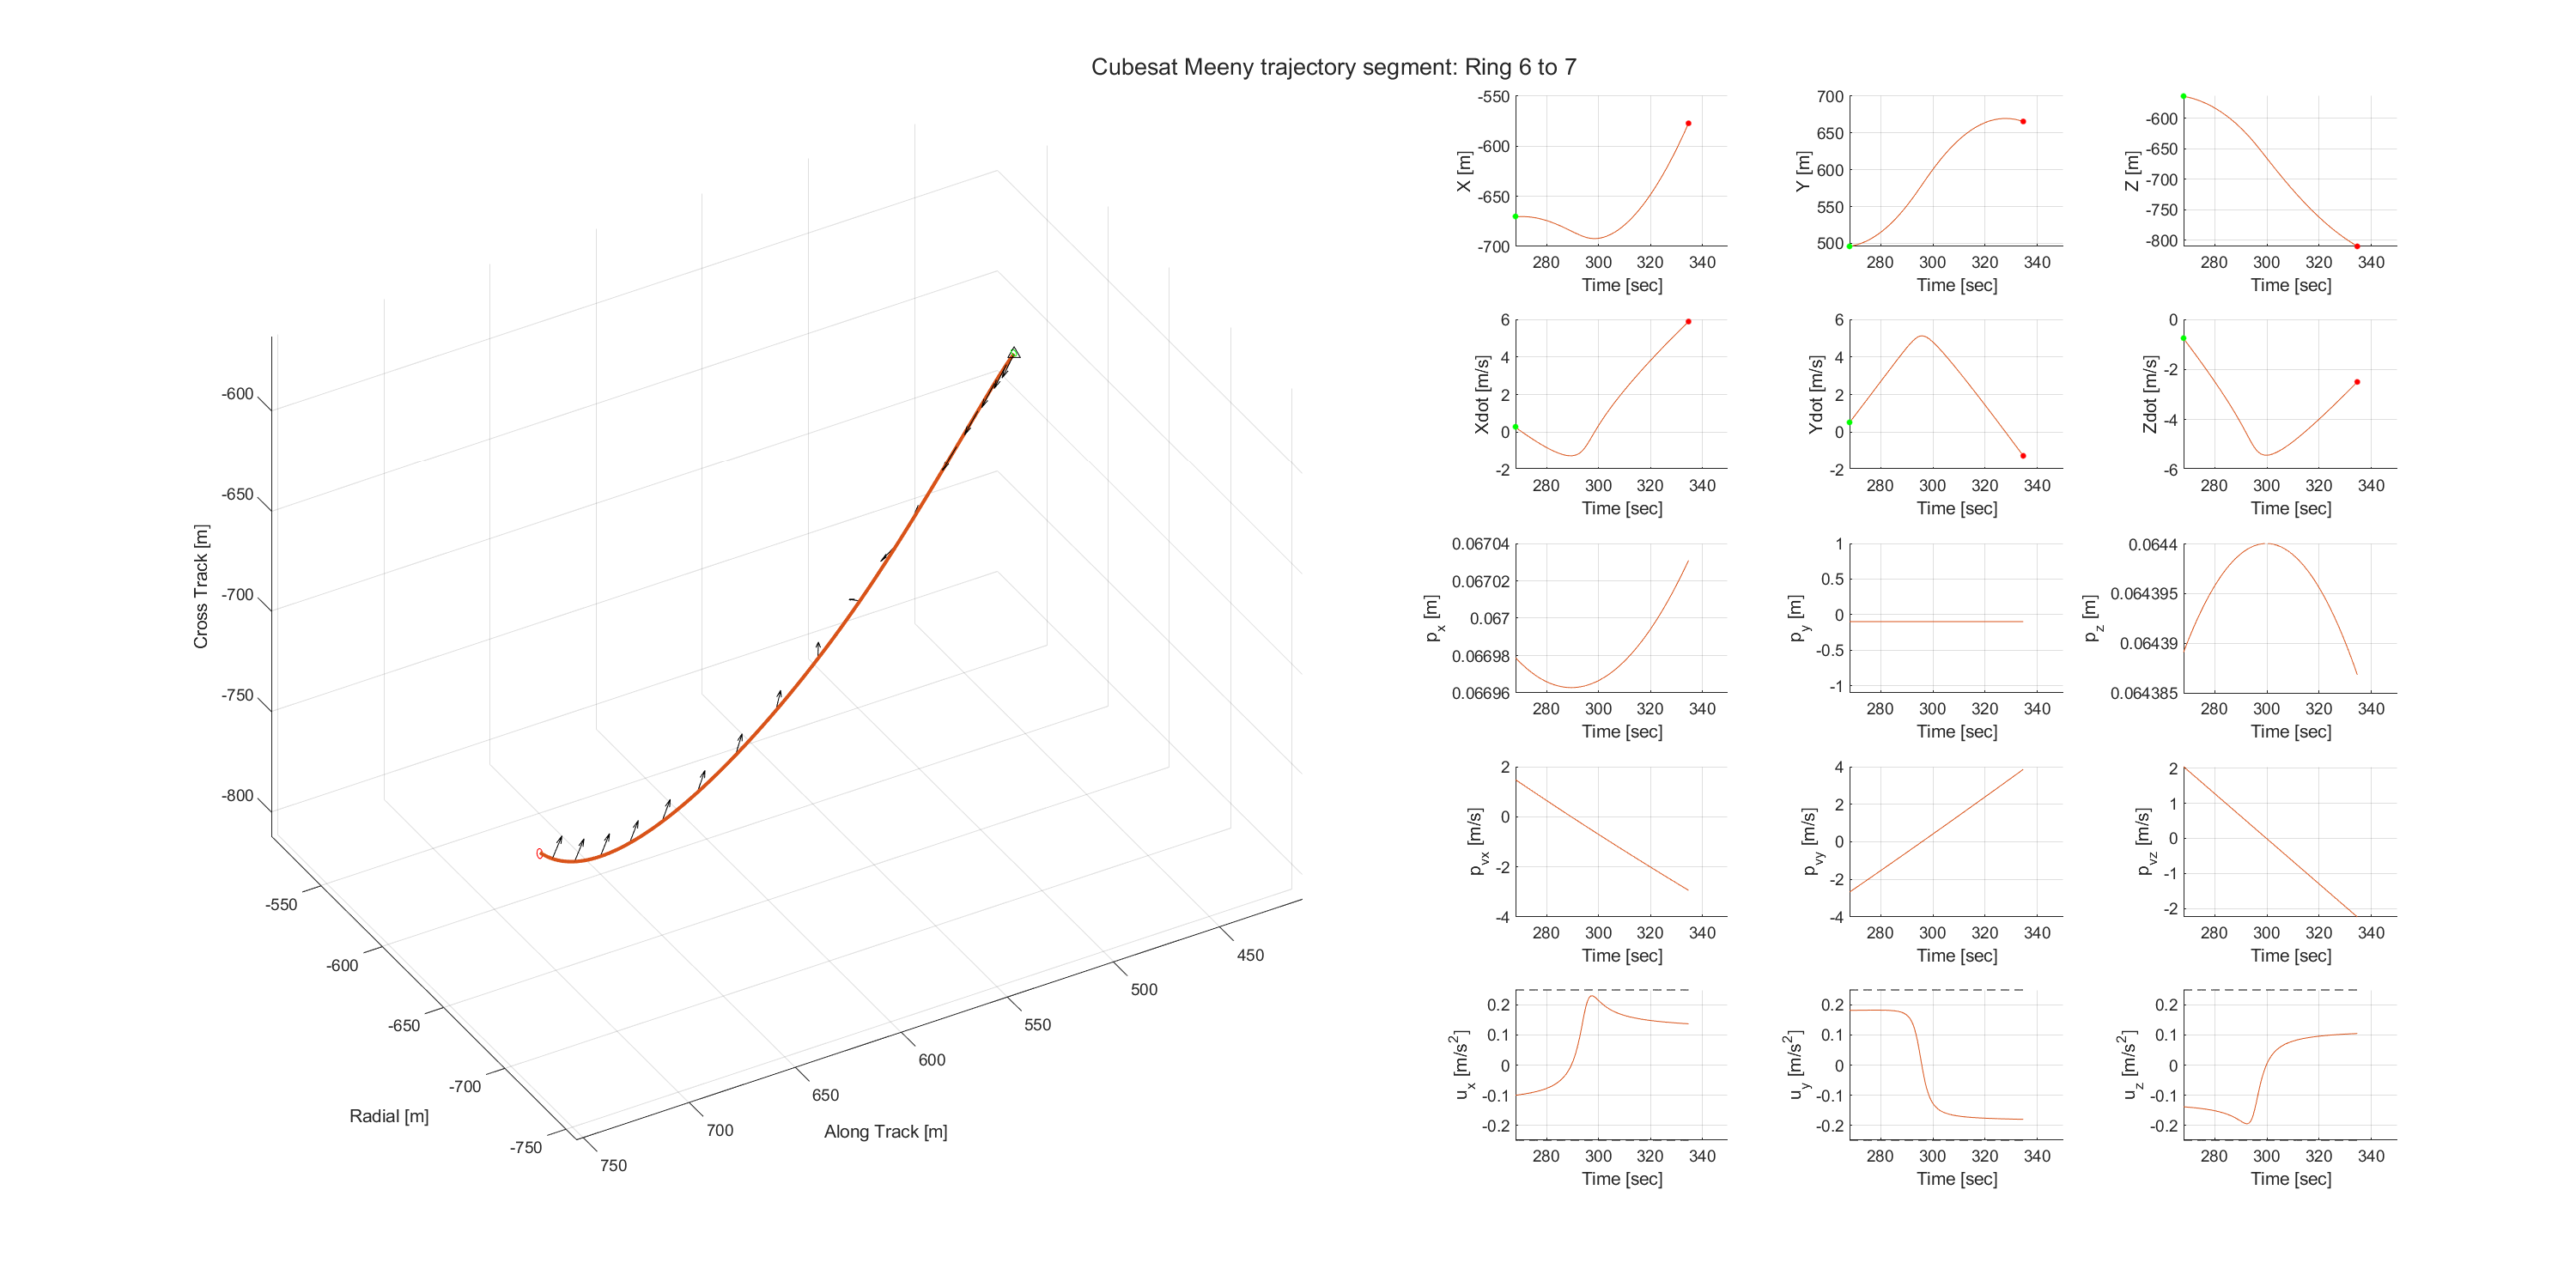 Cubesat Meeny trajectory segment: Ring 6 to 7
-600
-650
-700
-750
-800
Cross Track [m]
-550
-600
-650
-700
-750
Radial [m]
750
700
650
600
550
500
450
Along Track [m]
-550
-600
-650
-700
X [m]
280 300 320 340
Time [sec]
700
650
600
550
500
Y [m]
280 300 320 340
Time [sec]
-600
-650
-700
-750
-800
Z [m]
280 300 320 340
Time [sec]
6
4
2
0
-2
Xdot [m/s]
280 300 320 340
Time [sec]
6
4
2
0
-2
Ydot [m/s]
280 300 320 340
Time [sec]
0
-2
-4
-6
Zdot [m/s]
280 300 320 340
Time [sec]
0.06704
0.06702
0.067
0.06698
0.06696
p_x [m]
280 300 320 340
Time [sec]
1
0.5
0
-0.5
-1
p_y [m]
280 300 320 340
Time [sec]
0.0644
0.064395
0.06439
0.064385
p_z [m]
280 300 320 340
Time [sec]
2
0
-2
-4
p_vx [m/s]
280 300 320 340
Time [sec]
4
2
0
-2
-4
p_vy [m/s]
280 300 320 340
Time [sec]
2
1
0
-1
-2
p_vz [m/s]
280 300 320 340
Time [sec]
0.2
0.1
0
-0.1
-0.2
u_x [m/s²]
280 300 320 340
Time [sec]
0.2
0.1
0
-0.1
-0.2
u_y [m/s²]
280 300 320 340
Time [sec]
0.2
0.1
0
-0.1
-0.2
u_z [m/s²]
280 300 320 340
Time [sec]